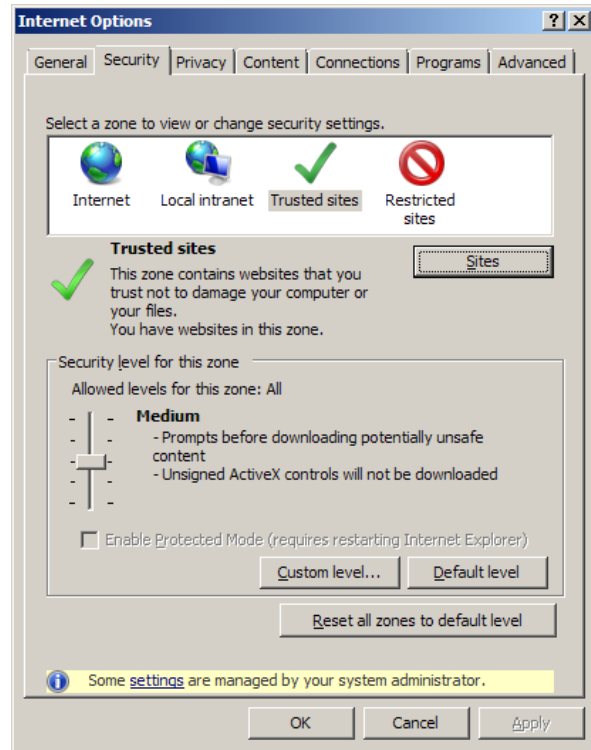 Internet Options
General Security Privacy Content Connections Programs Advanced
Select a zone to view or change security settings.
Internet Local intranet Trusted sites Restricted
sites
Trusted sites
Sites
This zone contains websites that you
trust not to damage your computer or
your files.
You have websites in this zone.
Security level for this zone
Allowed levels for this zone: All
Medium
- Prompts before downloading potentially unsafe
content
- Unsigned ActiveX controls will not be downloaded
Enable Protected Mode (requires restarting Internet Explorer)
Custom level... Default level
Reset all zones to default level
Some settings are managed by your system administrator.
OK Cancel Apply